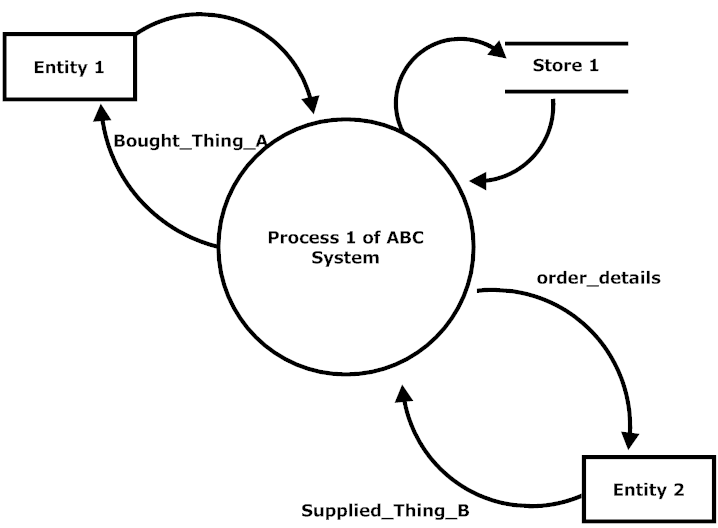 Entity 1
Store 1
Bought_Thing_A
Process 1 of ABC
System
order_details
Entity 2
Supplied_Thing_B